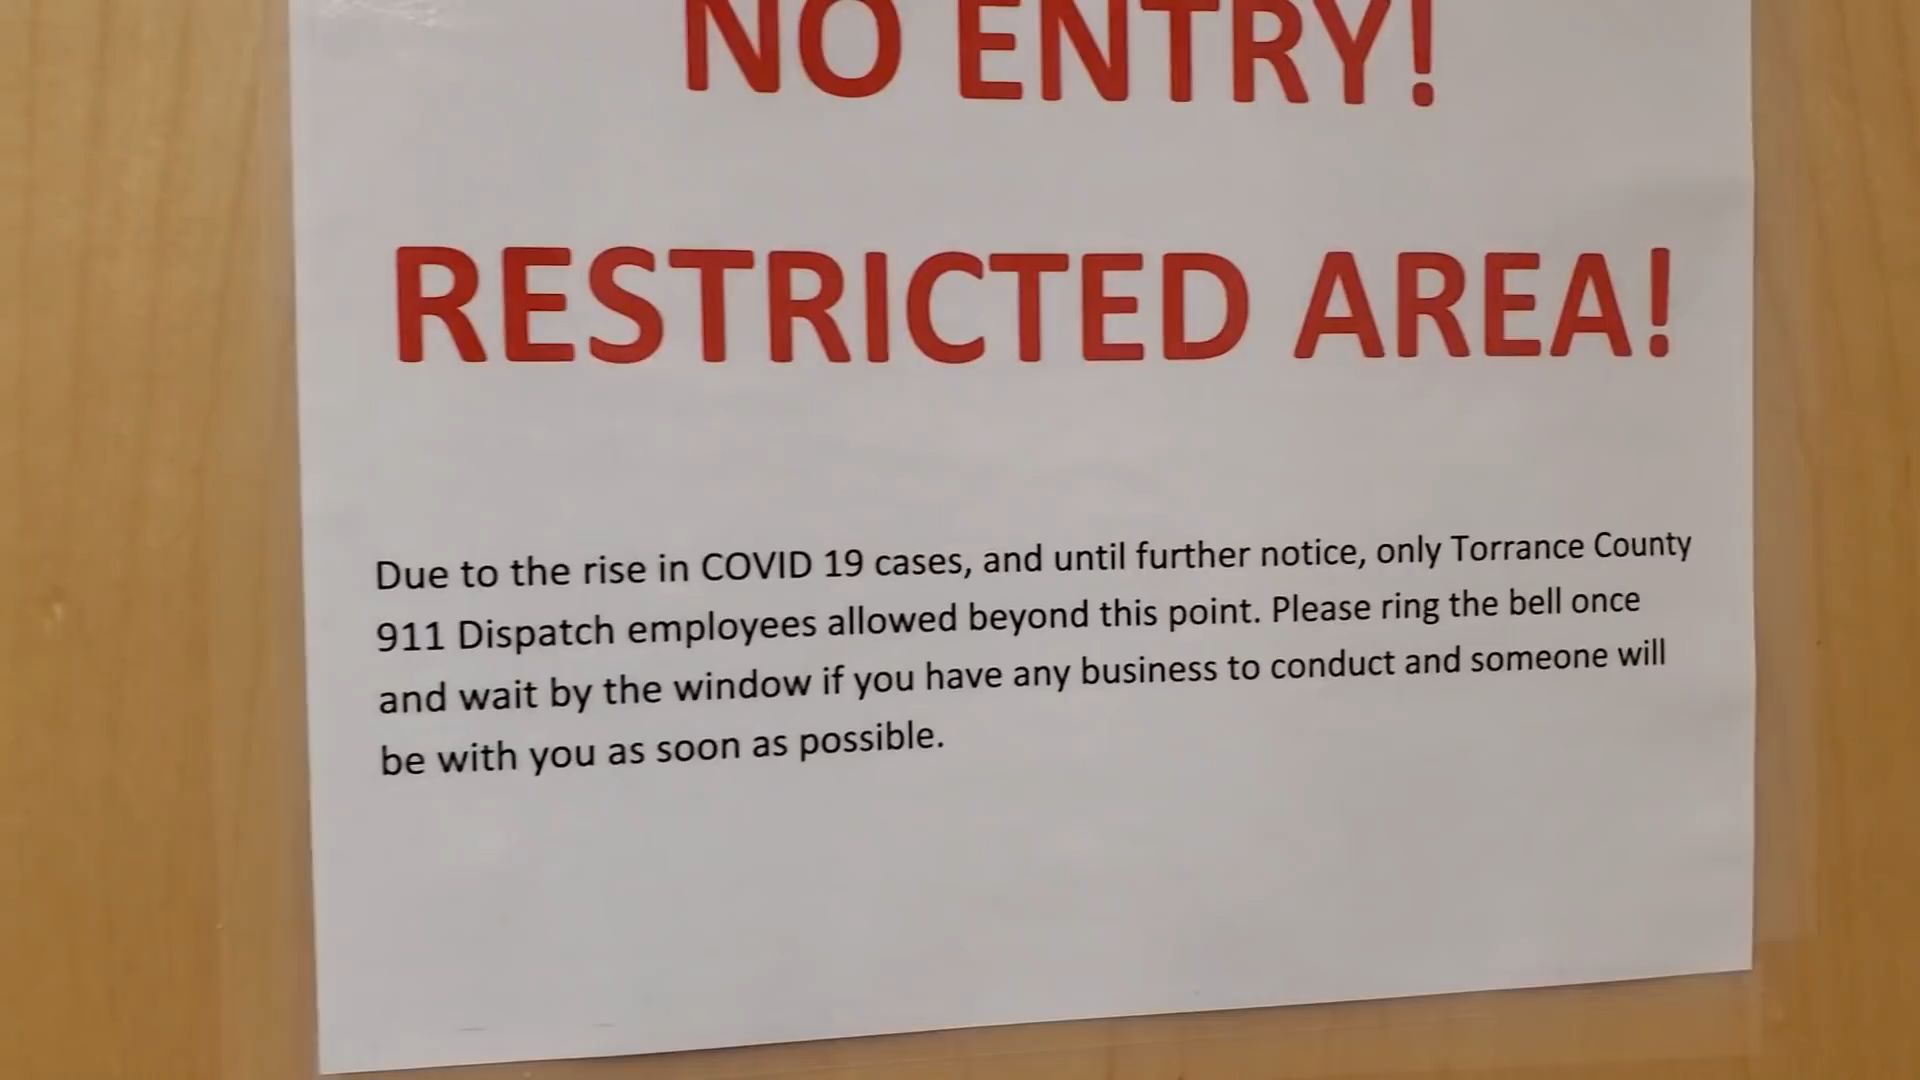 NO ENTRY!
RESTRICTED AREA!
Due to the rise in COVID 19 cases, and until further notice, only Torrance County
911 Dispatch employees allowed beyond this point. Please ring the bell once
and wait by the window if you have any business to conduct and someone will
be with you as soon as possible.